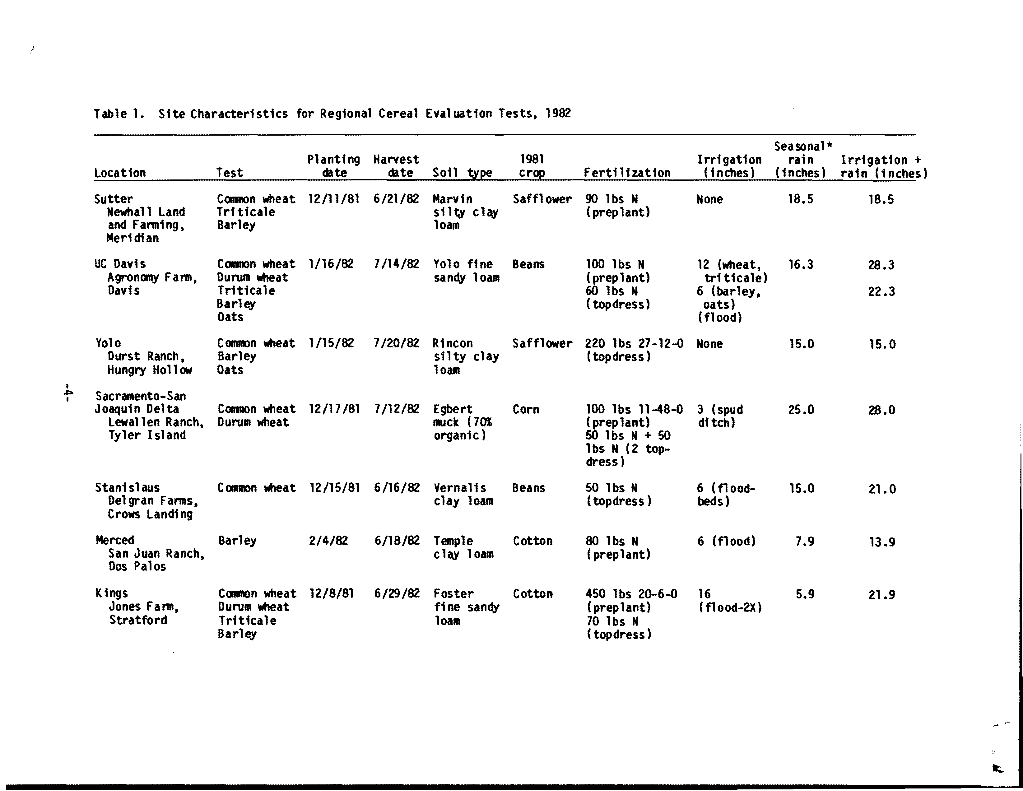 Table 1. Site Characteristics for Regional Cereal Evaluation Tests, 1982
Seasonal*
Planting Harvest 1981 Irrigation rain Irrigation +
Location Test date date Soil type crop Fertilization (inches) (inches) rain (inches)
Sutter Common wheat 12/11/81 6/21/82 Marvin Safflower 90 lbs N None 18.5 18.5
Newhall Land Triticale silty clay (preplant)
and Farming, Barley loam
Meridian
UC Davis Common wheat 1/16/82 7/14/82 Yolo fine Beans 100 lbs N 12 (wheat, 16.3 28.3
Agronomy Farm, Durum wheat sandy loam (preplant) triticale)
Davis Triticale 60 lbs N 6 (barley, 22.3
Barley (topdress) oats)
Oats (flood)
Yolo Common wheat 1/15/82 7/20/82 Rincon Safflower 220 lbs 27-12-0 None 15.0 15.0
Durst Ranch, Barley silty clay (topdress)
Hungry Hollow Oats loam
Sacramento-San
Joaquin Delta Common wheat 12/17/81 7/12/82 Egbert Corn 100 lbs 11-48-0 3 (spud 25.0 28.0
Lewallen Ranch, Durum wheat muck (70% (preplant) ditch)
Tyler Island organic) 50 lbs N + 50
lbs N (2 top-
dress)
Stanislaus Common wheat 12/15/81 6/16/82 Vernalis Beans 50 lbs N 6 (flood- 15.0 21.0
Delgran Farms, clay loam (topdress) beds)
Crows Landing
Merced Barley 2/4/82 6/18/82 Temple Cotton 80 lbs N 6 (flood) 7.9 13.9
San Juan Ranch, clay loam (preplant)
Dos Palos
Kings Common wheat 12/8/81 6/29/82 Foster Cotton 450 lbs 20-6-0 16 5.9 21.9
Jones Farm, Durum wheat fine sandy (preplant) (flood-2X)
Stratford Triticale loam 70 lbs N
Barley (topdress)
-4-